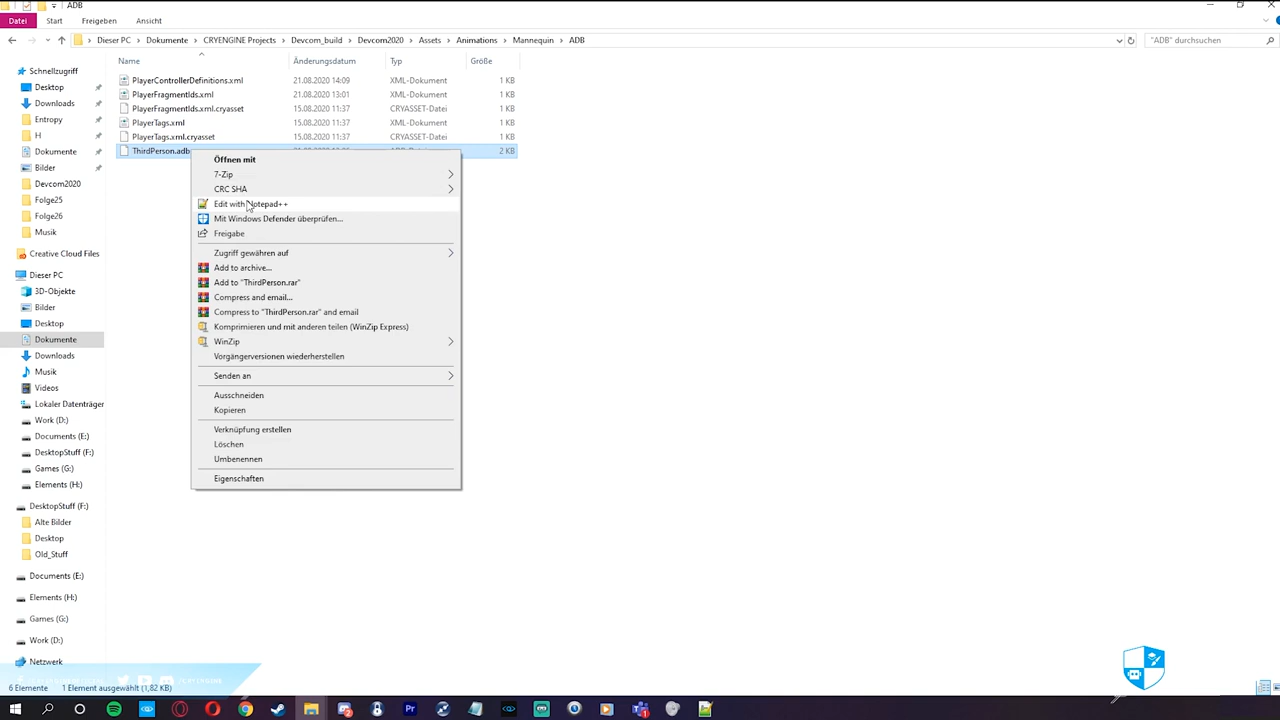 ADB
Datei Start Freigeben Ansicht
Dieser PC Dokumente CRYENGINE Projects Devcom_build Devcom2020 Assets Animations Mannequin ADB "ADB" durchsuchen
Name Änderungsdatum Typ Größe
Schnellzugriff
Desktop
Downloads
Entropy
H
Dokumente
Bilder
Devcom2020
Folge25
Folge26
Musik
Creative Cloud Files
Dieser PC
3D-Objekte
Bilder
Desktop
Dokumente
Downloads
Musik
Videos
Lokaler Datenträger
Work (D:)
Documents (E:)
DesktopStuff (F:)
Games (G:)
Elements (H:)
DesktopStuff (F:)
Alte Bilder
Desktop
Old_Stuff
Documents (E:)
Elements (H:)
Games (G:)
Work (D:)
Netzwerk
PlayerControllerDefinitions.xml 21.08.2020 14:09 XML-Dokument 1 KB
PlayerFragmentIds.xml 21.08.2020 13:01 XML-Dokument 1 KB
PlayerFragmentIds.xml.cryasset 15.08.2020 11:37 CRYASSET-Datei 1 KB
PlayerTags.xml 15.08.2020 11:37 XML-Dokument 1 KB
PlayerTags.xml.cryasset 15.08.2020 11:37 CRYASSET-Datei 1 KB
ThirdPerson.adb 2 KB
Öffnen mit
7-Zip
CRC SHA
Edit with Notepad++
Mit Windows Defender überprüfen...
Freigabe
Zugriff gewähren auf
Add to archive...
Add to "ThirdPerson.rar"
Compress and email...
Compress to "ThirdPerson.rar" and email
Komprimieren und mit anderen teilen (WinZip Express)
WinZip
Vorgängerversionen wiederherstellen
Senden an
Ausschneiden
Kopieren
Verknüpfung erstellen
Löschen
Umbenennen
Eigenschaften
6 Elemente 1 Element ausgewählt (1,82 KB)